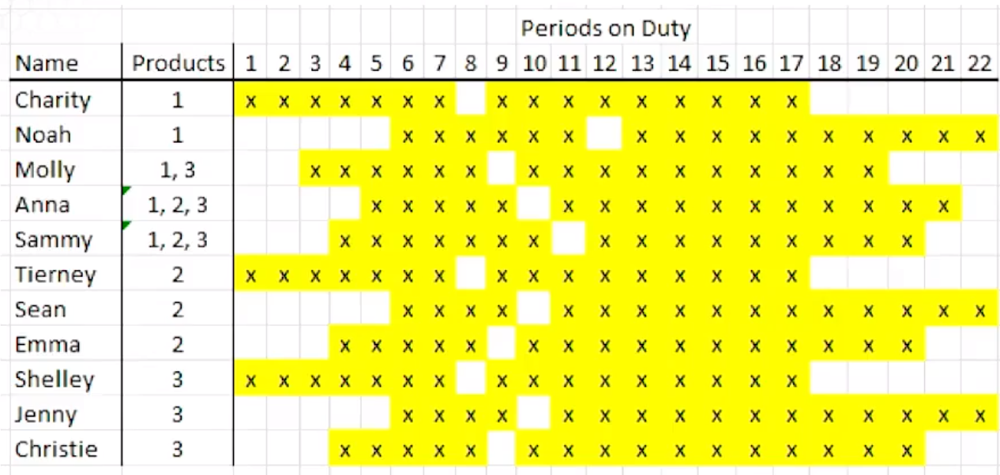 Periods on Duty
Name Products 1 2 3 4 5 6 7 8 9 10 11 12 13 14 15 16 17 18 19 20 21 22
Charity 1 x x x x x x x x x x x x x x x x
Noah 1 x x x x x x x x x x x x x x x x
Molly 1, 3 x x x x x x x x x x x x x x x x
Anna 1, 2, 3 x x x x x x x x x x x x x x x x
Sammy 1, 2, 3 x x x x x x x x x x x x x x x x
Tierney 2 x x x x x x x x x x x x x x x x
Sean 2 x x x x x x x x x x x x x x x x
Emma 2 x x x x x x x x x x x x x x x x
Shelley 3 x x x x x x x x x x x x x x x x
Jenny 3 x x x x x x x x x x x x x x x x
Christie 3 x x x x x x x x x x x x x x x x